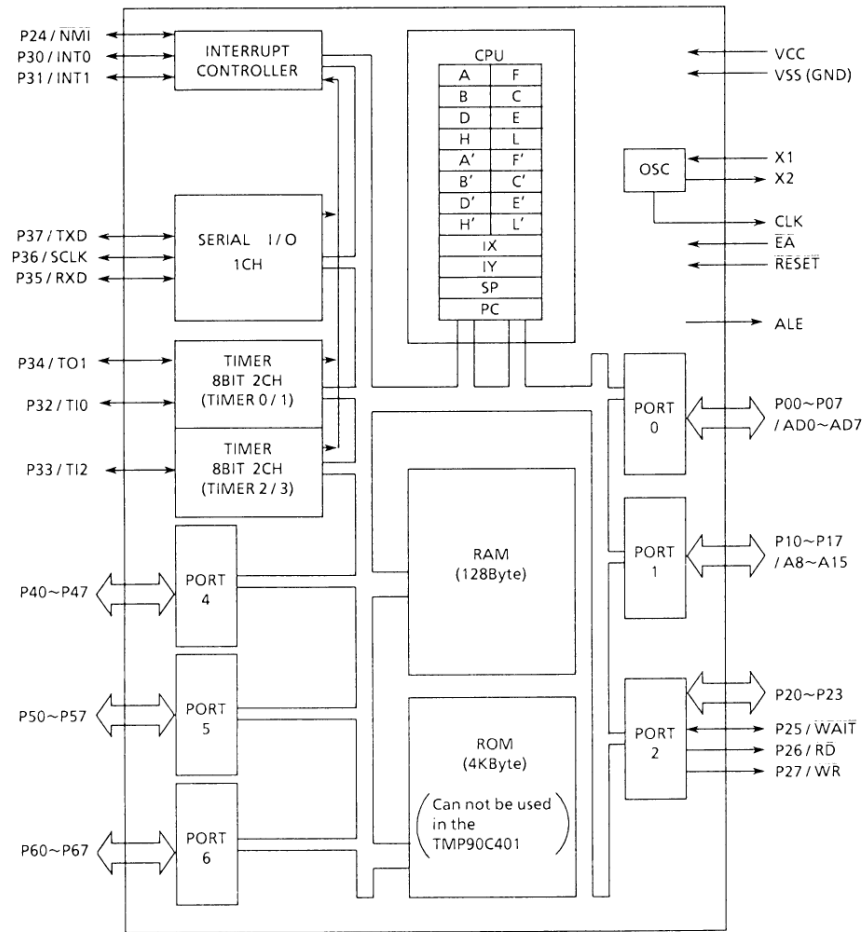 P24 / NMI
P30 / INT0
P31 / INT1
INTERRUPT
CONTROLLER
P37 / TXD
P36 / SCLK
P35 / RXD
SERIAL I / O
1CH
P34 / TO1
P32 / TI0
TIMER
8BIT 2CH
(TIMER 0 / 1)
P33 / TI2
TIMER
8BIT 2CH
(TIMER 2 / 3)
P40~P47
PORT
4
P50~P57
PORT
5
P60~P67
PORT
6
CPU
A F
B C
D E
H L
A′ F′
B′ C′
D′ E′
H′ L′
IX
IY
SP
PC
RAM
(128Byte)
ROM
(4KByte)
(Can not be used
in the
TMP90C401)
VCC
VSS (GND)
OSC
X1
X2
CLK
EA
RESET
ALE
PORT
0
P00~P07
/ AD0~AD7
PORT
1
P10~P17
/ A8~A15
PORT
2
P20~P23
P25 / WAIT
P26 / RD
P27 / WR